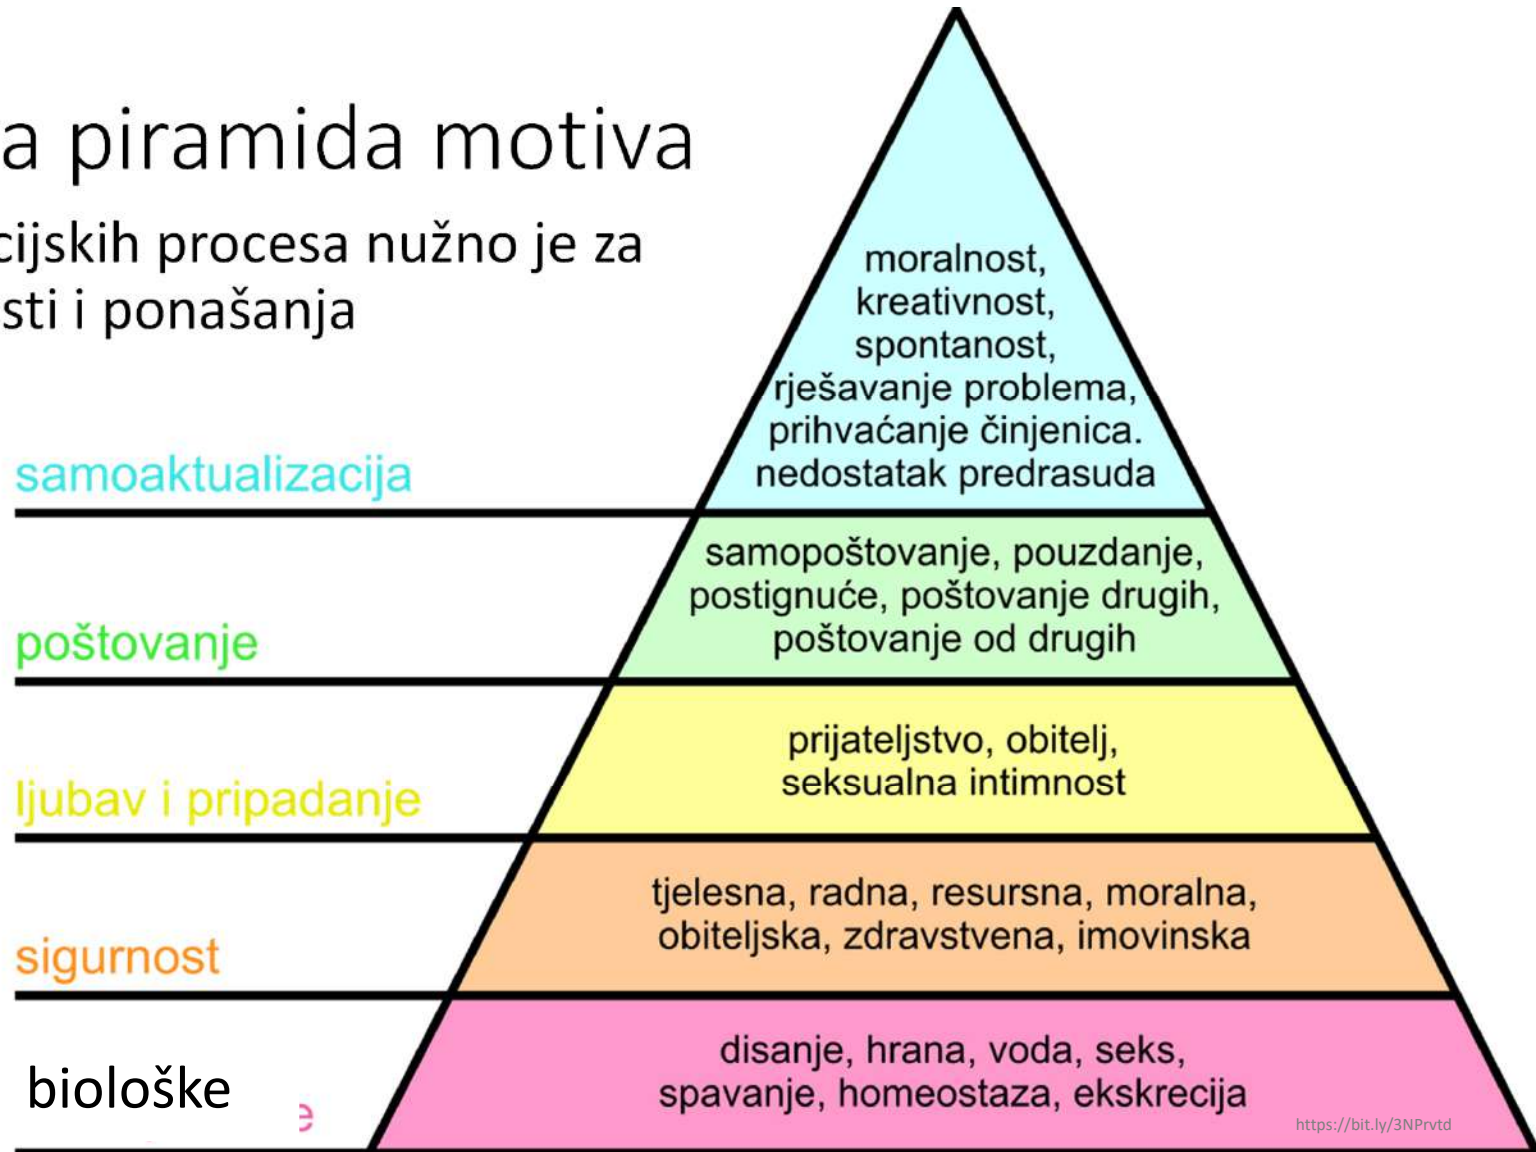 a piramida motiva
cijskih procesa nužno je za
sti i ponašanja
moralnost,
kreativnost,
spontanost,
rješavanje problema,
prihvaćanje činjenica.
nedostatak predrasuda
samoaktualizacija
samopoštovanje, pouzdanje,
postignuće, poštovanje drugih,
poštovanje od drugih
poštovanje
prijateljstvo, obitelj,
seksualna intimnost
ljubav i pripadanje
tjelesna, radna, resursna, moralna,
obiteljska, zdravstvena, imovinska
sigurnost
disanje, hrana, voda, seks,
spavanje, homeostaza, ekskrecija
biološke
e
https://bit.ly/3NPrvtd